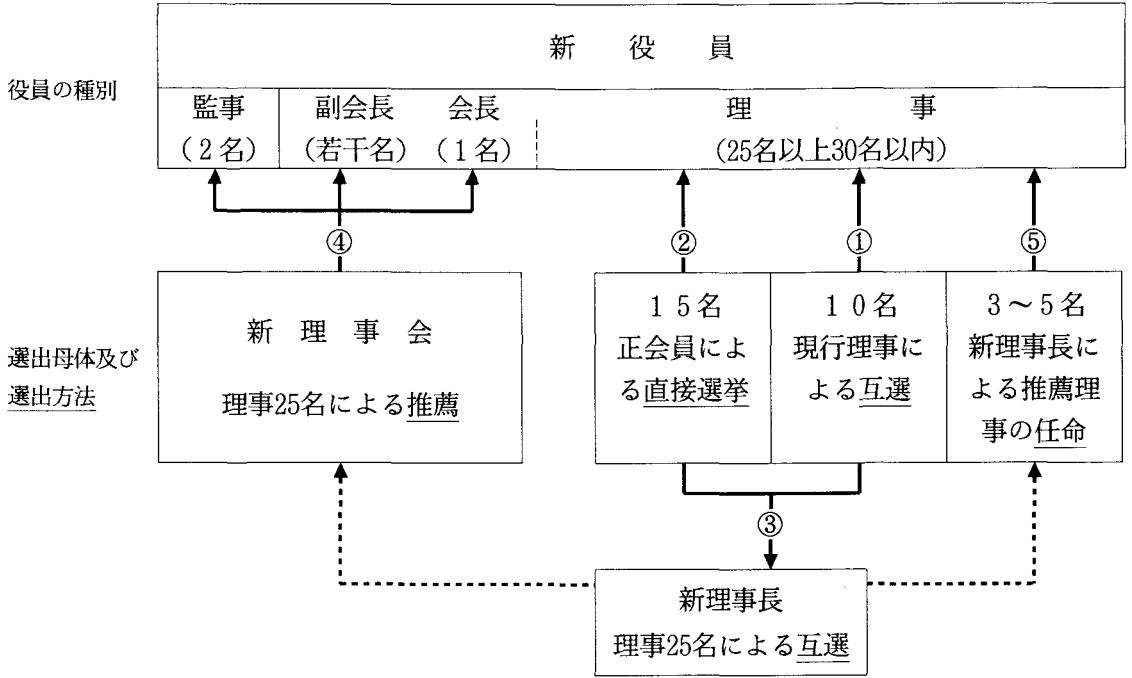 新役員
役員の種別
監事 副会長 会長 理事
(2名) (若干名) (1名) (25名以上30名以内)
④ ② ① ⑤
新理事会
理事25名による推薦
選出母体及び
選出方法
15名
正会員によ
る直接選挙
10名
現行理事に
よる互選
3～5名
新理事長に
よる推薦理
事の任命
③
新理事長
理事25名による互選